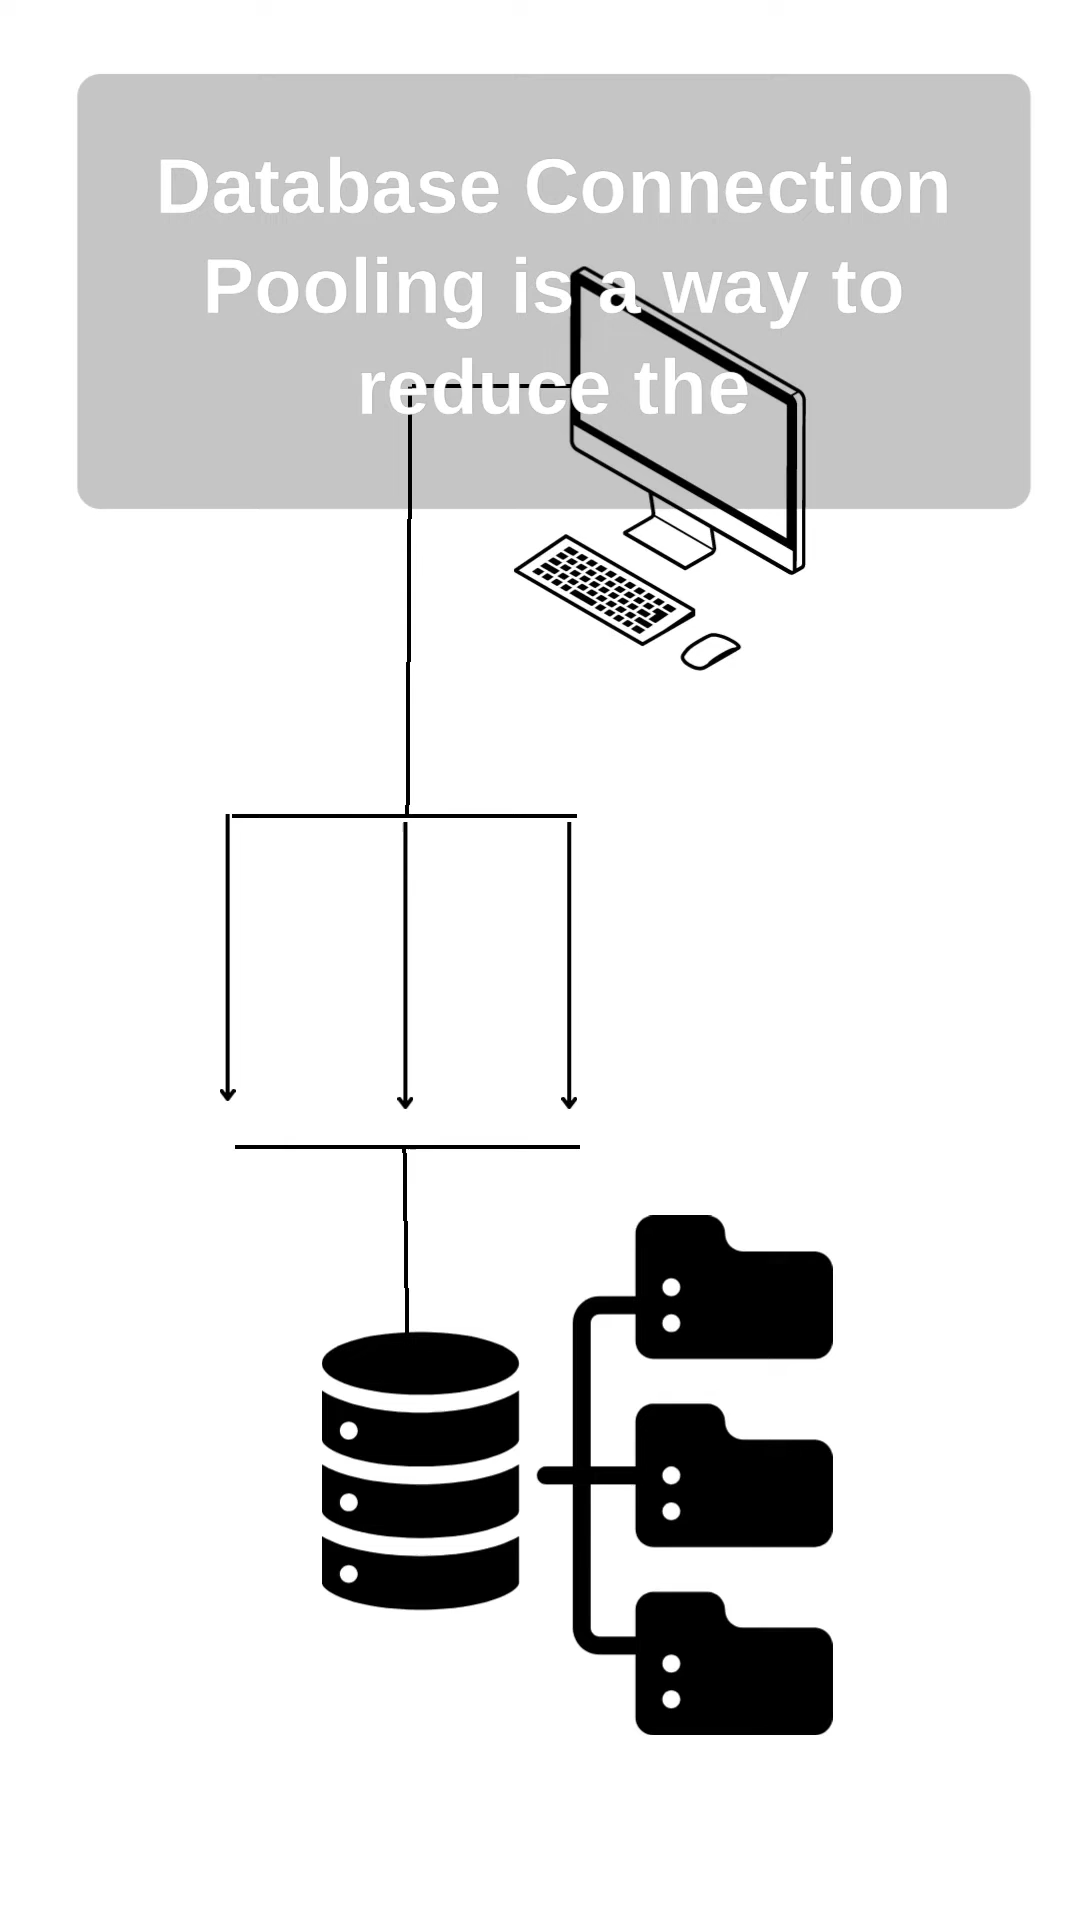 Database Connection
Pooling is a way to
reduce the